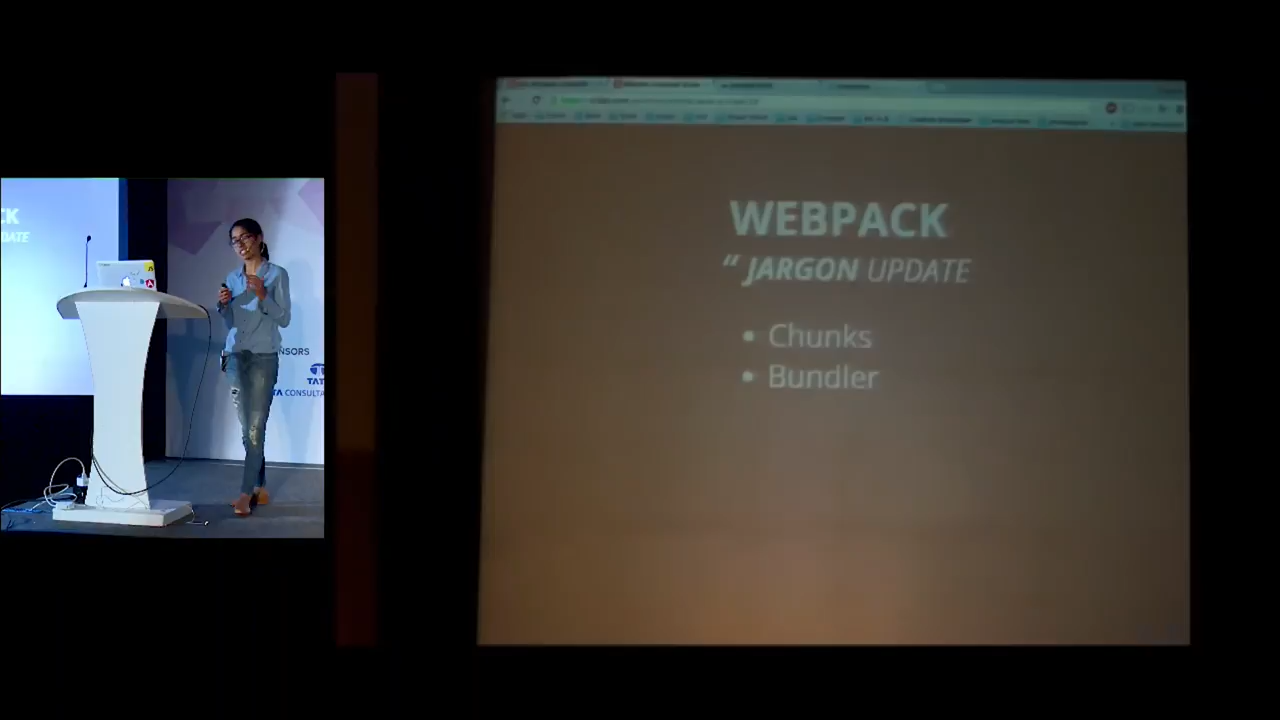 CK
DATE
NSORS
TAT
TA CONSULTA
WEBPACK
“ JARGON UPDATE
• Chunks
• Bundler